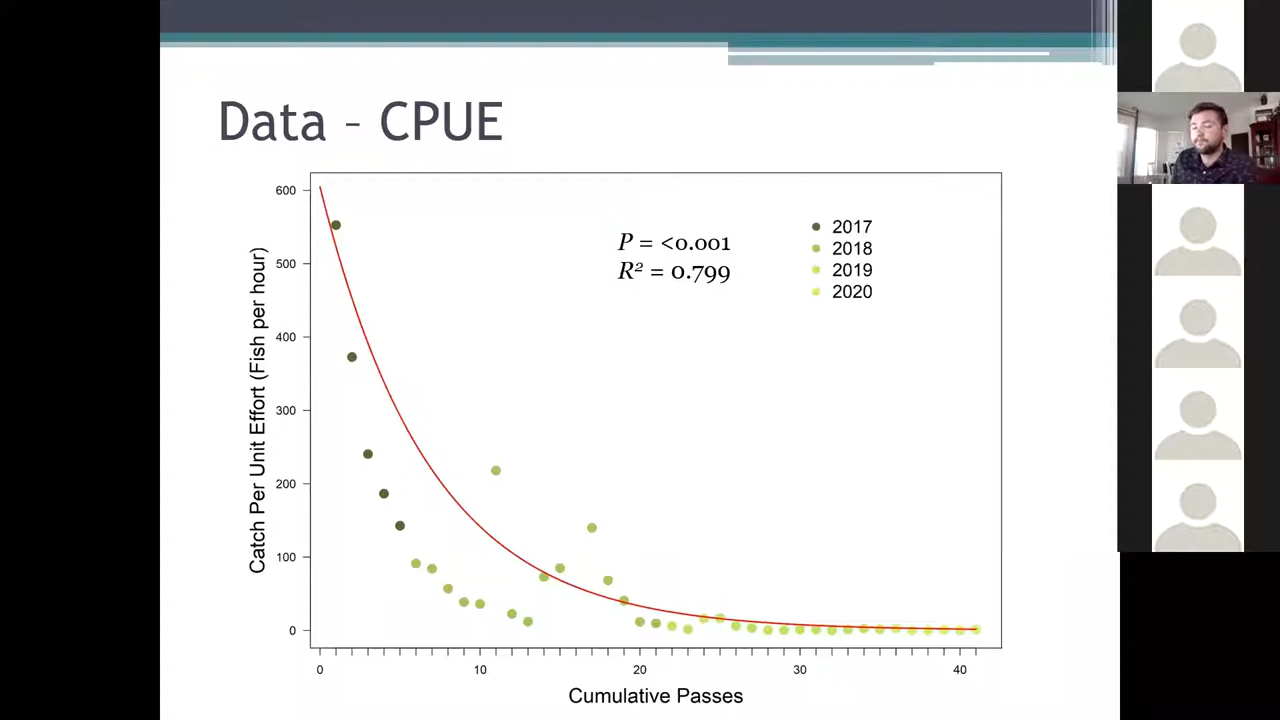 Data – CPUE
P = <0.001
R² = 0.799
2017
2018
2019
2020
Catch Per Unit Effort (Fish per hour)
600
500
400
300
200
100
0
0 10 20 30 40
Cumulative Passes